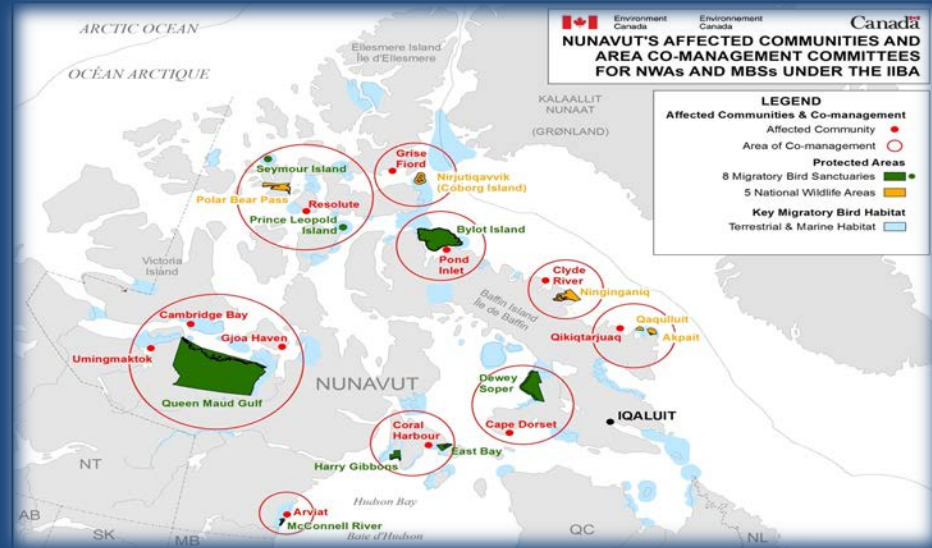 ARCTIC OCEAN
OCÉAN ARCTIQUE
Ellesmere Island
Île d'Ellesmere
Environment
Canada
Environnement
Canada
Canada
NUNAVUT'S AFFECTED COMMUNITIES AND
AREA CO-MANAGEMENT COMMITTEES
FOR NWAs AND MBSs UNDER THE IIBA
KALAALLIT
NUNAAT
(GRØNLAND)
LEGEND
Affected Communities & Co-management
Affected Community
Area of Co-management
Protected Areas
8 Migratory Bird Sanctuaries
5 National Wildlife Areas
Key Migratory Bird Habitat
Terrestrial & Marine Habitat
Seymour Island
Polar Bear Pass
Resolute
Prince Leopold
Island
Grise
Fiord
Nirjutiqavvik
(Coborg Island)
Bylot Island
Pond
Inlet
Victoria
Island
Clyde
River
Ninginganiq
Baffin Island
Île de Baffin
Qaqulluit
Akpait
Qikiqtarjuaq
Cambridge Bay
Gjoa Haven
Umingmaktok
Queen Maud Gulf
NUNAVUT
Dewey
Soper
Cape Dorset
IQALUIT
Coral
Harbour
East Bay
Harry Gibbons
NT
Hudson Bay
Baie d'Hudson
Arviat
McConnell River
AB
SK
MB
QC
NL